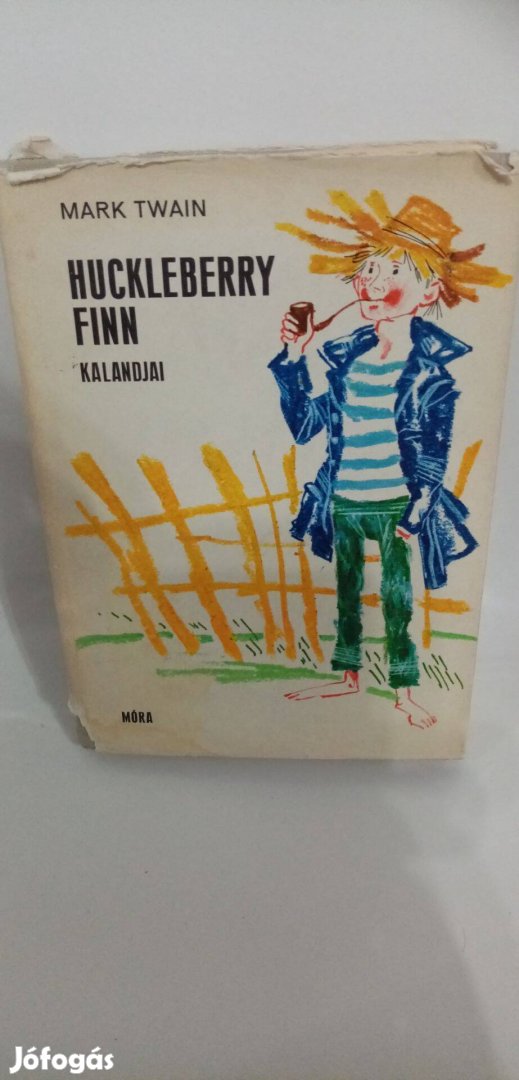 MARK TWAIN
HUCKLEBERRY
FINN
KALANDJAI
MÓRA
Jófogás